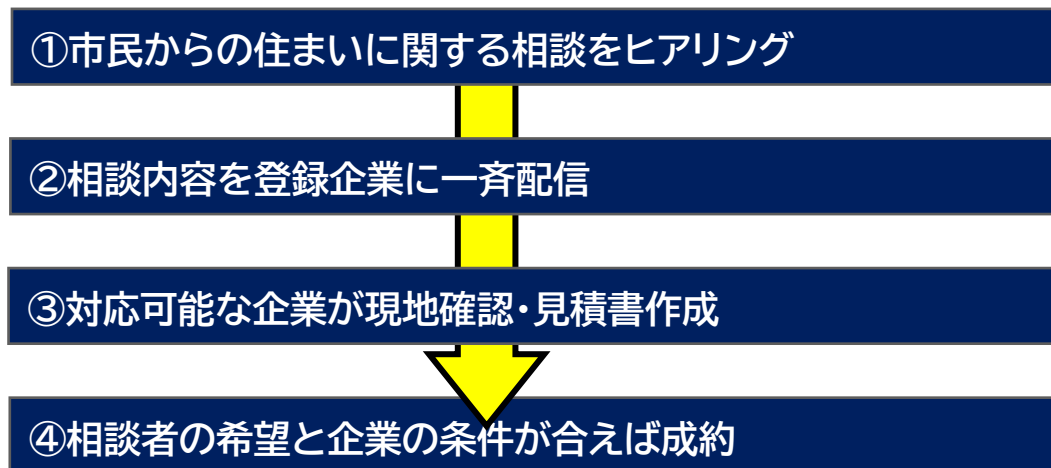 ①市民からの住まいに関する相談をヒアリング
②相談内容を登録企業に一斉配信
③対応可能な企業が現地確認・見積書作成
④相談者の希望と企業の条件が合えば成約